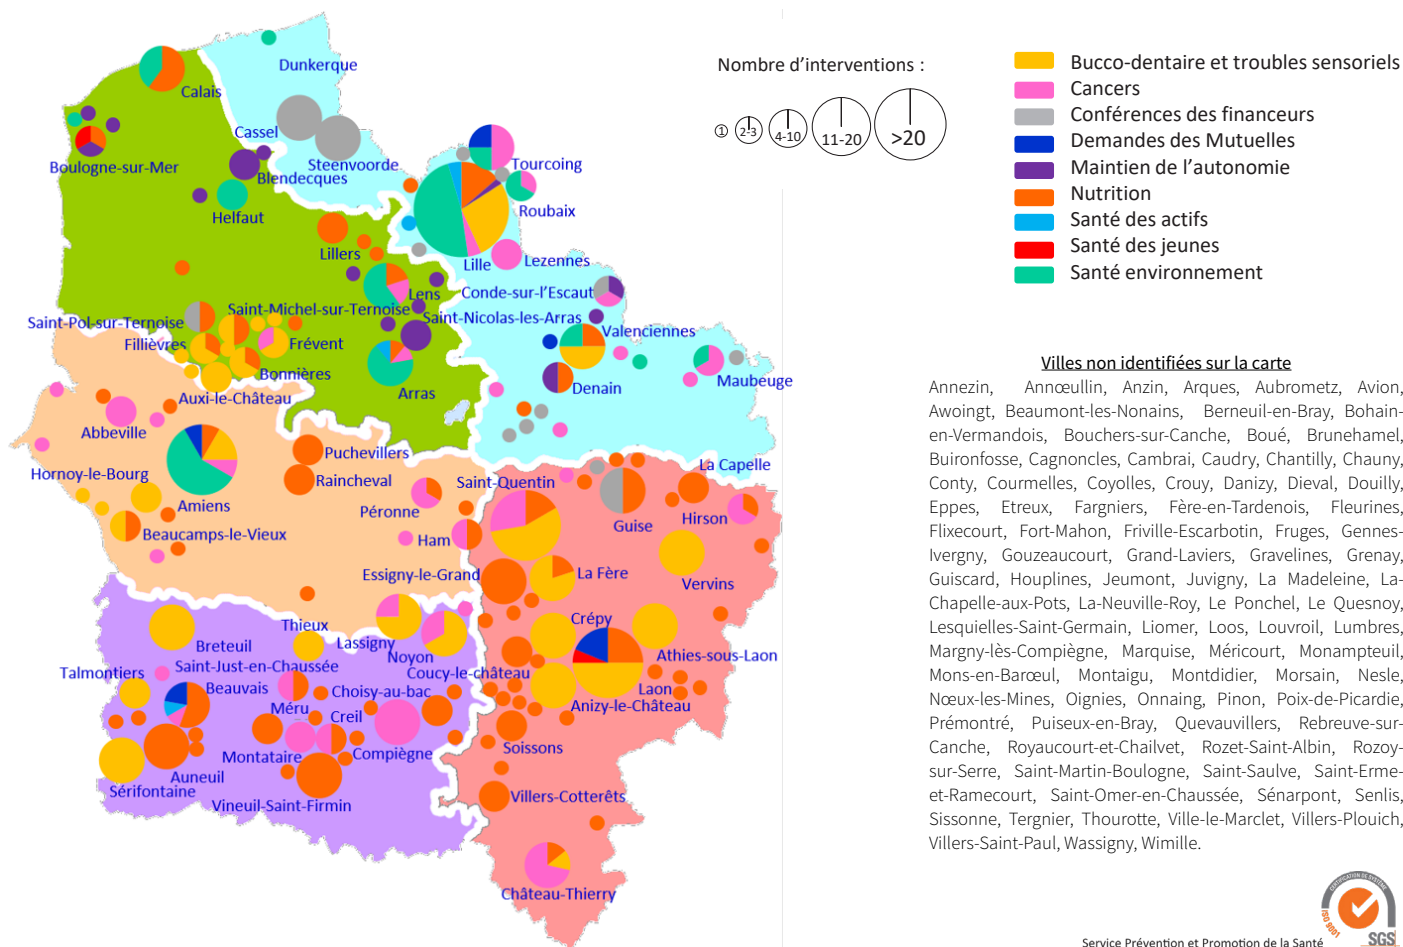 Dunkerque
Calais
Cassel
Steenvoorde
Boulogne-sur-Mer
Blendecques
Helfaut
Tourcoing
Roubaix
Lille
Lezennes
Lillers
Lens
Conde-sur-l’Escaut
Saint-Michel-sur-Ternoise
Saint-Pol-sur-Ternoise
Saint-Nicolas-les-Arras
Valenciennes
Fillièvres
Frévent
Bonnières
Denain
Maubeuge
Auxi-le-Château
Arras
Abbeville
Puchevillers
Hornoy-le-Bourg
Raincheval
Saint-Quentin
La Capelle
Amiens
Péronne
Guise
Hirson
Beaucamps-le-Vieux
Ham
Essigny-le-Grand
La Fère
Vervins
Breteuil
Thieux
Lassigny
Noyon
Crépy
Athies-sous-Laon
Talmontiers
Saint-Just-en-Chaussée
Coucy-le-château
Beauvais
Choisy-au-bac
Laon
Méru
Creil
Anizy-le-Château
Montataire
Compiègne
Soissons
Auneuil
Sérifontaine
Vineuil-Saint-Firmin
Villers-Cotterêts
Château-Thierry
Nombre d’interventions :
1 2-3 4-10 11-20 >20
Bucco-dentaire et troubles sensoriels
Cancers
Conférences des financeurs
Demandes des Mutuelles
Maintien de l’autonomie
Nutrition
Santé des actifs
Santé des jeunes
Santé environnement
Villes non identifiées sur la carte
Annezin, Annœullin, Anzin, Arques, Aubrometz, Avion,
Awoingt, Beaumont-les-Nonains, Berneuil-en-Bray, Bohain-
en-Vermandois, Bouchers-sur-Canche, Boué, Brunehamel,
Buironfosse, Cagnoncles, Cambrai, Caudry, Chantilly, Chauny,
Conty, Courmelles, Coyolles, Crouy, Danizy, Dieval, Douilly,
Eppes, Etreux, Fargniers, Fère-en-Tardenois, Fleurines,
Flixecourt, Fort-Mahon, Friville-Escarbotin, Fruges, Gennes-
Ivergny, Gouzeaucourt, Grand-Laviers, Gravelines, Grenay,
Guiscard, Houplines, Jeumont, Juvigny, La Madeleine, La-
Chapelle-aux-Pots, La-Neuville-Roy, Le Ponchel, Le Quesnoy,
Lesquielles-Saint-Germain, Liomer, Loos, Louvroil, Lumbres,
Margny-lès-Compiègne, Marquise, Méricourt, Monampteuil,
Mons-en-Barœul, Montaigu, Montdidier, Morsain, Nesle,
Nœux-les-Mines, Oignies, Onnaing, Pinon, Poix-de-Picardie,
Prémontré, Puiseux-en-Bray, Quevauvillers, Rebreuve-sur-
Canche, Royaucourt-et-Chailvet, Rozet-Saint-Albin, Rozoy-
sur-Serre, Saint-Martin-Boulogne, Saint-Saulve, Saint-Erme-
et-Ramecourt, Saint-Omer-en-Chaussée, Sénarpont, Senlis,
Sissonne, Tergnier, Thourotte, Ville-le-Marclet, Villers-Plouich,
Villers-Saint-Paul, Wassigny, Wimille.
CERTIFICATION DE SYSTÈME
ISO 9001
SGS
Service Prévention et Promotion de la Santé